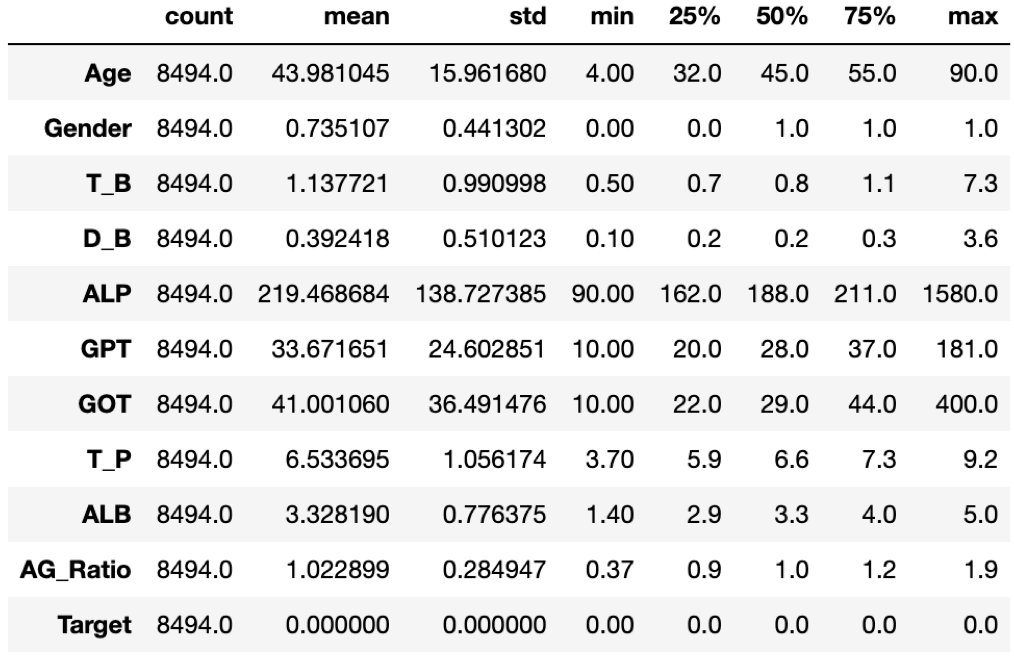 count mean std min 25% 50% 75% max
Age 8494.0 43.981045 15.961680 4.00 32.0 45.0 55.0 90.0
Gender 8494.0 0.735107 0.441302 0.00 0.0 1.0 1.0 1.0
T_B 8494.0 1.137721 0.990998 0.50 0.7 0.8 1.1 7.3
D_B 8494.0 0.392418 0.510123 0.10 0.2 0.2 0.3 3.6
ALP 8494.0 219.468684 138.727385 90.00 162.0 188.0 211.0 1580.0
GPT 8494.0 33.671651 24.602851 10.00 20.0 28.0 37.0 181.0
GOT 8494.0 41.001060 36.491476 10.00 22.0 29.0 44.0 400.0
T_P 8494.0 6.533695 1.056174 3.70 5.9 6.6 7.3 9.2
ALB 8494.0 3.328190 0.776375 1.40 2.9 3.3 4.0 5.0
AG_Ratio 8494.0 1.022899 0.284947 0.37 0.9 1.0 1.2 1.9
Target 8494.0 0.000000 0.000000 0.00 0.0 0.0 0.0 0.0